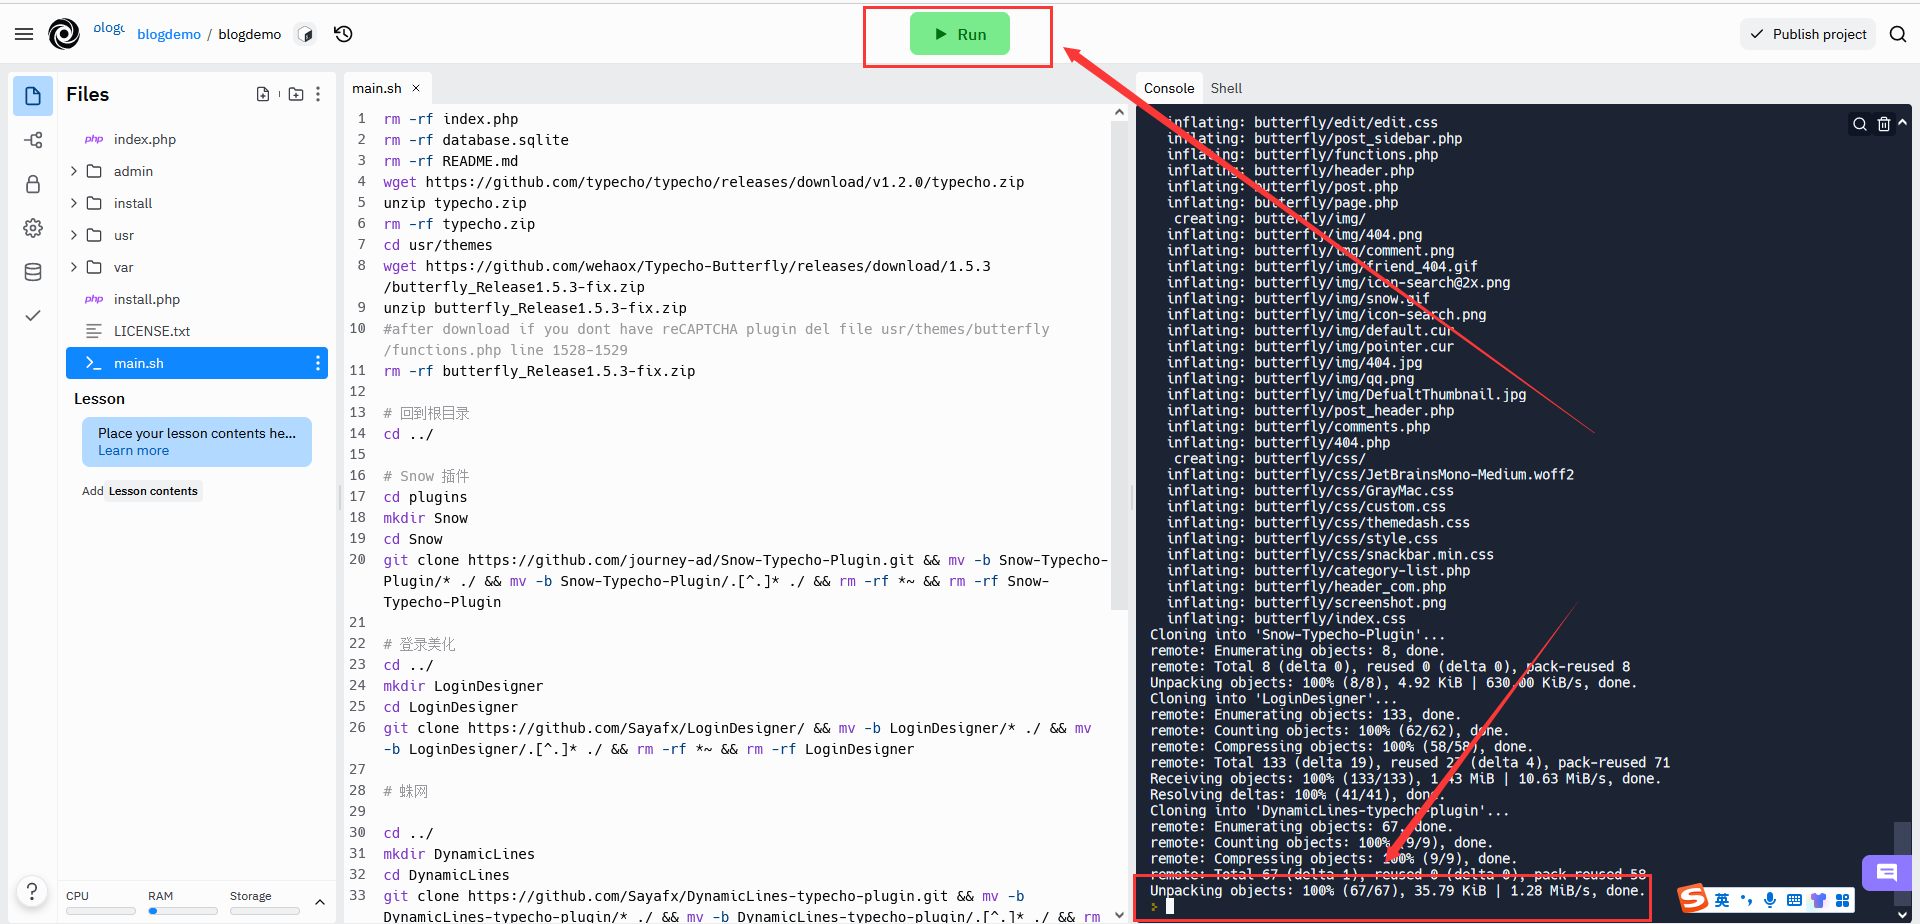 ologo
blogdemo / blogdemo
Run
Publish project
Files
php index.php
admin
install
usr
var
php install.php
LICENSE.txt
main.sh
Lesson
Place your lesson contents he...
Learn more
Add Lesson contents
CPU
RAM
Storage
main.sh ×
1 rm -rf index.php
2 rm -rf database.sqlite
3 rm -rf README.md
4 wget https://github.com/typecho/typecho/releases/download/v1.2.0/typecho.zip
5 unzip typecho.zip
6 rm -rf typecho.zip
7 cd usr/themes
8 wget https://github.com/wehaox/Typecho-Butterfly/releases/download/1.5.3
/butterfly_Release1.5.3-fix.zip
9 unzip butterfly_Release1.5.3-fix.zip
10 #after download if you dont have reCAPTCHA plugin del file usr/themes/butterfly
/functions.php line 1528-1529
11 rm -rf butterfly_Release1.5.3-fix.zip
12
13 # 回到根目录
14 cd ../
15
16 # Snow 插件
17 cd plugins
18 mkdir Snow
19 cd Snow
20 git clone https://github.com/journey-ad/Snow-Typecho-Plugin.git && mv -b Snow-Typecho-
Plugin/* ./ && mv -b Snow-Typecho-Plugin/.[^.]* ./ && rm -rf *~ && rm -rf Snow-
Typecho-Plugin
21
22 # 登录美化
23 cd ../
24 mkdir LoginDesigner
25 cd LoginDesigner
26 git clone https://github.com/Sayafx/LoginDesigner/ && mv -b LoginDesigner/* ./ && mv
-b LoginDesigner/.[^.]* ./ && rm -rf *~ && rm -rf LoginDesigner
27
28 # 蛛网
29
30 cd ../
31 mkdir DynamicLines
32 cd DynamicLines
33 git clone https://github.com/Sayafx/DynamicLines-typecho-plugin.git && mv -b
DynamicLines-typecho-plugin/* ./ && mv -b DynamicLines-typecho-plugin/.[^.]* ./ && rm
Console
Shell
inflating: butterfly/edit/edit.css
inflating: butterfly/post_sidebar.php
inflating: butterfly/functions.php
inflating: butterfly/header.php
inflating: butterfly/post.php
inflating: butterfly/page.php
creating: butterfly/img/
inflating: butterfly/img/404.png
inflating: butterfly/img/comment.png
inflating: butterfly/img/friend_404.gif
inflating: butterfly/img/icon-search@2x.png
inflating: butterfly/img/snow.gif
inflating: butterfly/img/icon-search.png
inflating: butterfly/img/default.cur
inflating: butterfly/img/pointer.cur
inflating: butterfly/img/404.jpg
inflating: butterfly/img/qq.png
inflating: butterfly/img/DefualtThumbnail.jpg
inflating: butterfly/post_header.php
inflating: butterfly/comments.php
inflating: butterfly/404.php
creating: butterfly/css/
inflating: butterfly/css/JetBrainsMono-Medium.woff2
inflating: butterfly/css/GrayMac.css
inflating: butterfly/css/custom.css
inflating: butterfly/css/themedash.css
inflating: butterfly/css/style.css
inflating: butterfly/css/snackbar.min.css
inflating: butterfly/category-list.php
inflating: butterfly/header_com.php
inflating: butterfly/screenshot.png
inflating: butterfly/index.css
Cloning into 'Snow-Typecho-Plugin'...
remote: Enumerating objects: 8, done.
remote: Total 8 (delta 0), reused 0 (delta 0), pack-reused 8
Unpacking objects: 100% (8/8), 4.92 KiB | 630.00 KiB/s, done.
Cloning into 'LoginDesigner'...
remote: Enumerating objects: 133, done.
remote: Counting objects: 100% (62/62), done.
remote: Compressing objects: 100% (58/58), done.
remote: Total 133 (delta 19), reused 27 (delta 4), pack-reused 71
Receiving objects: 100% (133/133), 1.43 MiB | 10.63 MiB/s, done.
Resolving deltas: 100% (41/41), done.
Cloning into 'DynamicLines-typecho-plugin'...
remote: Enumerating objects: 67, done.
remote: Counting objects: 100% (9/9), done.
remote: Compressing objects: 100% (9/9), done.
remote: Total 67 (delta 1), reused 0 (delta 0), pack-reused 58
Unpacking objects: 100% (67/67), 35.79 KiB | 1.28 MiB/s, done.
英